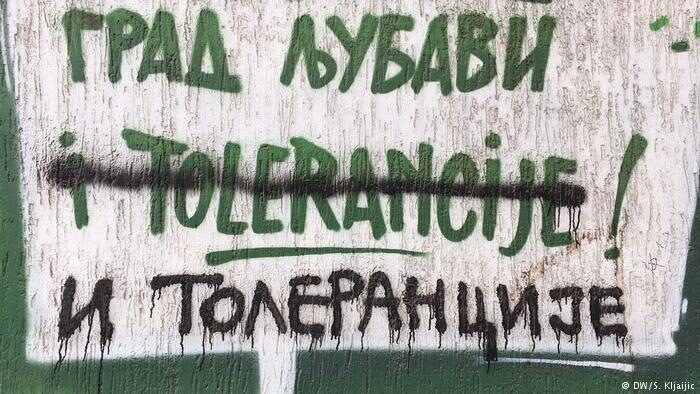 ГРАД ЉУБАВИ
i TOLERANCIJE!
И ТОЛЕРАНЦИЈЕ
© DW/S. Kljajic